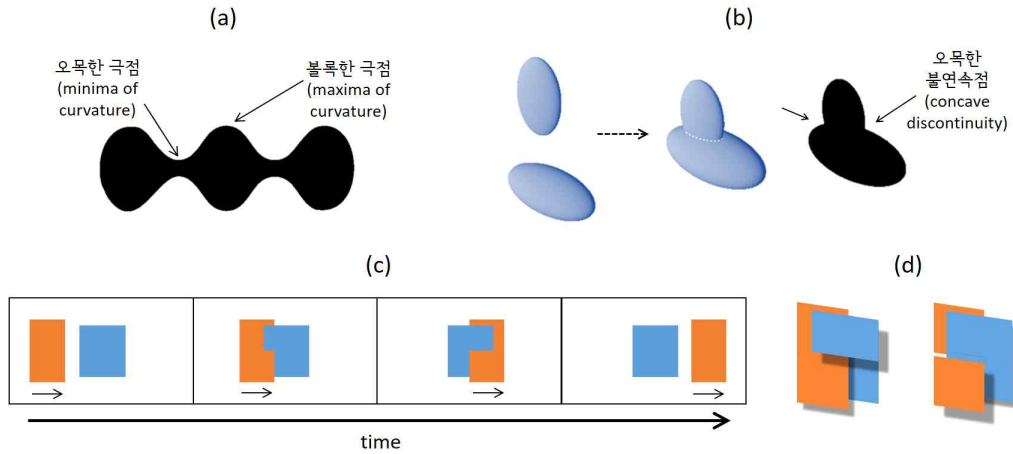 (a)
오목한 극점
(minima of
curvature)
볼록한 극점
(maxima of
curvature)
(b)
오목한
불연속점
(concave
discontinuity)
(c)
time
(d)